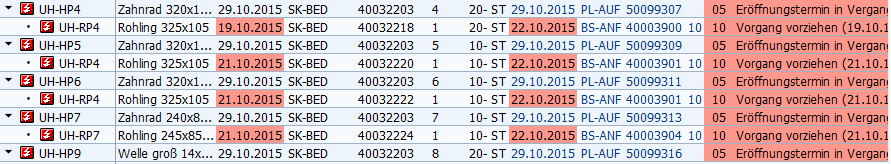 UH-HP4 Zahnrad 320x1... 29.10.2015 SK-BED 40032203 4 20- ST 29.10.2015 PL-AUF 50099307 05 Eröffnungstermin in Vergan
UH-RP4 Rohling 325x105 19.10.2015 SK-BED 40032218 1 20- ST 22.10.2015 BS-ANF 40003900 10 10 Vorgang vorziehen (19.10.1
UH-HP5 Zahnrad 320x1... 29.10.2015 SK-BED 40032203 5 10- ST 29.10.2015 PL-AUF 50099309 05 Eröffnungstermin in Vergan
UH-RP4 Rohling 325x105 21.10.2015 SK-BED 40032220 1 10- ST 22.10.2015 BS-ANF 40003901 10 10 Vorgang vorziehen (21.10.1
UH-HP6 Zahnrad 320x1... 29.10.2015 SK-BED 40032203 6 10- ST 29.10.2015 PL-AUF 50099311 05 Eröffnungstermin in Vergan
UH-RP4 Rohling 325x105 21.10.2015 SK-BED 40032222 1 10- ST 22.10.2015 BS-ANF 40003901 10 10 Vorgang vorziehen (21.10.1
UH-HP7 Zahnrad 240x8... 29.10.2015 SK-BED 40032203 7 10- ST 29.10.2015 PL-AUF 50099313 05 Eröffnungstermin in Vergan
UH-RP7 Rohling 245x85... 21.10.2015 SK-BED 40032224 1 10- ST 22.10.2015 BS-ANF 40003904 10 10 Vorgang vorziehen (21.10.1
UH-HP9 Welle groß 14x... 29.10.2015 SK-BED 40032203 8 20- ST 29.10.2015 PL-AUF 50099316 05 Eröffnungstermin in Vergan